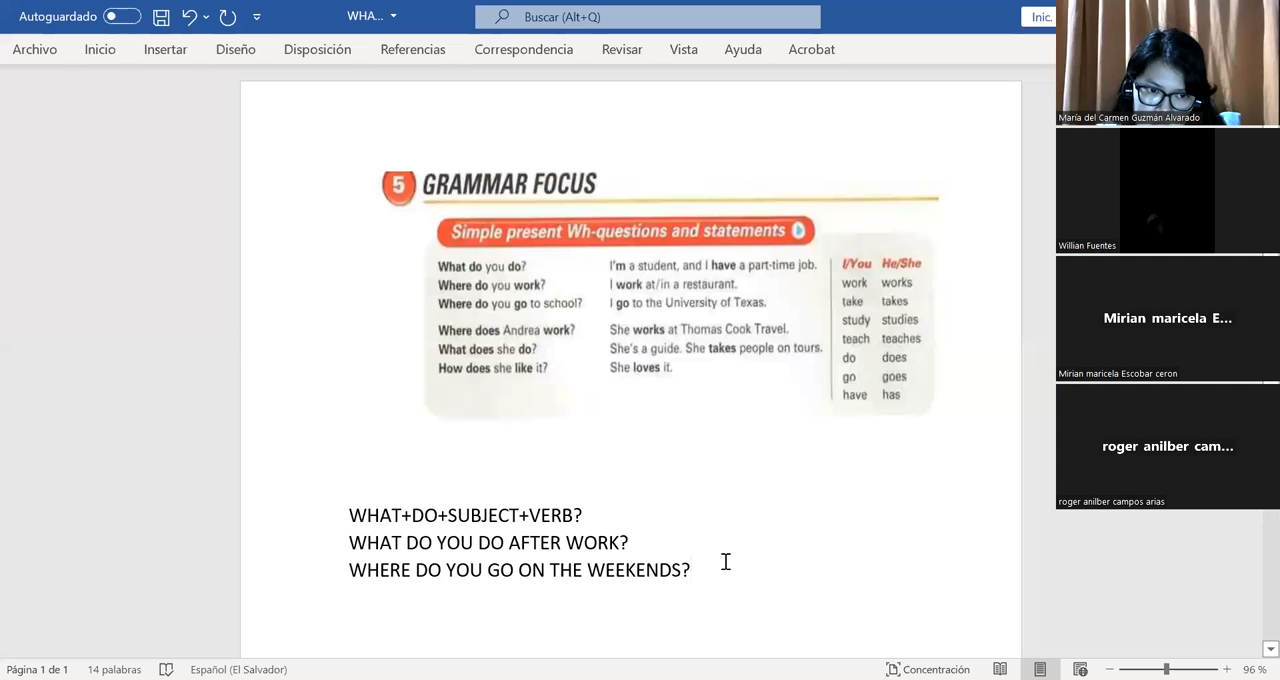 Autoguardado
WHA...
Buscar (Alt+Q)
Inic.
Archivo Inicio Insertar Diseño Disposición Referencias Correspondencia Revisar Vista Ayuda Acrobat
5 GRAMMAR FOCUS
Simple present Wh-questions and statements
What do you do? I'm a student, and I have a part-time job.
Where do you work? I work at/in a restaurant.
Where do you go to school? I go to the University of Texas.
Where does Andrea work? She works at Thomas Cook Travel.
What does she do? She's a guide. She takes people on tours.
How does she like it? She loves it.
I/You He/She
work works
take takes
study studies
teach teaches
do does
go goes
have has
WHAT+DO+SUBJECT+VERB?
WHAT DO YOU DO AFTER WORK?
WHERE DO YOU GO ON THE WEEKENDS?
María del Carmen Guzmán Alvarado
Willian Fuentes
Mirian maricela E...
Mirian maricela Escobar ceron
roger anilber cam...
roger anilber campos arias
Página 1 de 1 14 palabras Español (El Salvador) Concentración 96 %